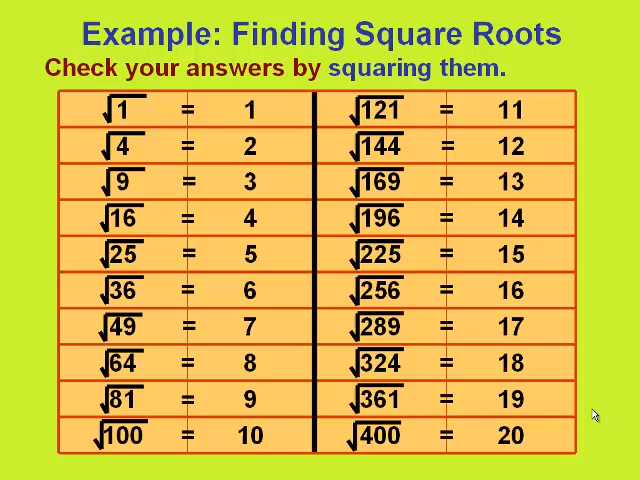 Example: Finding Square Roots
Check your answers by squaring them.
√1 = 1 √121 = 11
√4 = 2 √144 = 12
√9 = 3 √169 = 13
√16 = 4 √196 = 14
√25 = 5 √225 = 15
√36 = 6 √256 = 16
√49 = 7 √289 = 17
√64 = 8 √324 = 18
√81 = 9 √361 = 19
√100 = 10 √400 = 20